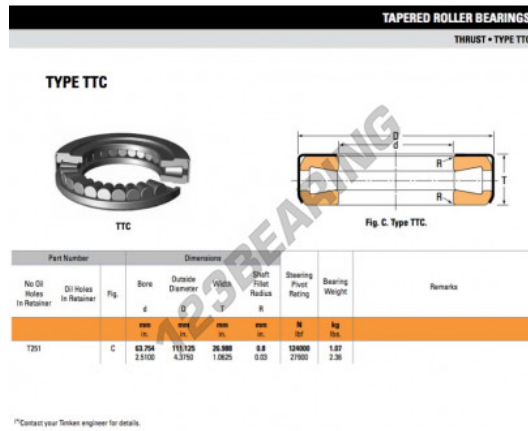 TAPERED ROLLER BEARINGS
THRUST • TYPE TTC
TYPE TTC
D
d
R
T
R
TTC
Fig. C. Type TTC.
123BEARING
Part Number Dimensions
No Oil Holes In Retainer Oil Holes In Retainer Fig. Bore Outside Diameter Width Shaft Fillet Radius Steering Pivot Rating Bearing Weight Remarks
d D T R
mm mm mm mm N kg
in. in. in. in. lbf lbs.
T251 C 63.754 111.125 26.988 0.8 124000 1.07
2.5100 4.3750 1.0625 0.03 27900 2.36
Contact your Timken engineer for details.